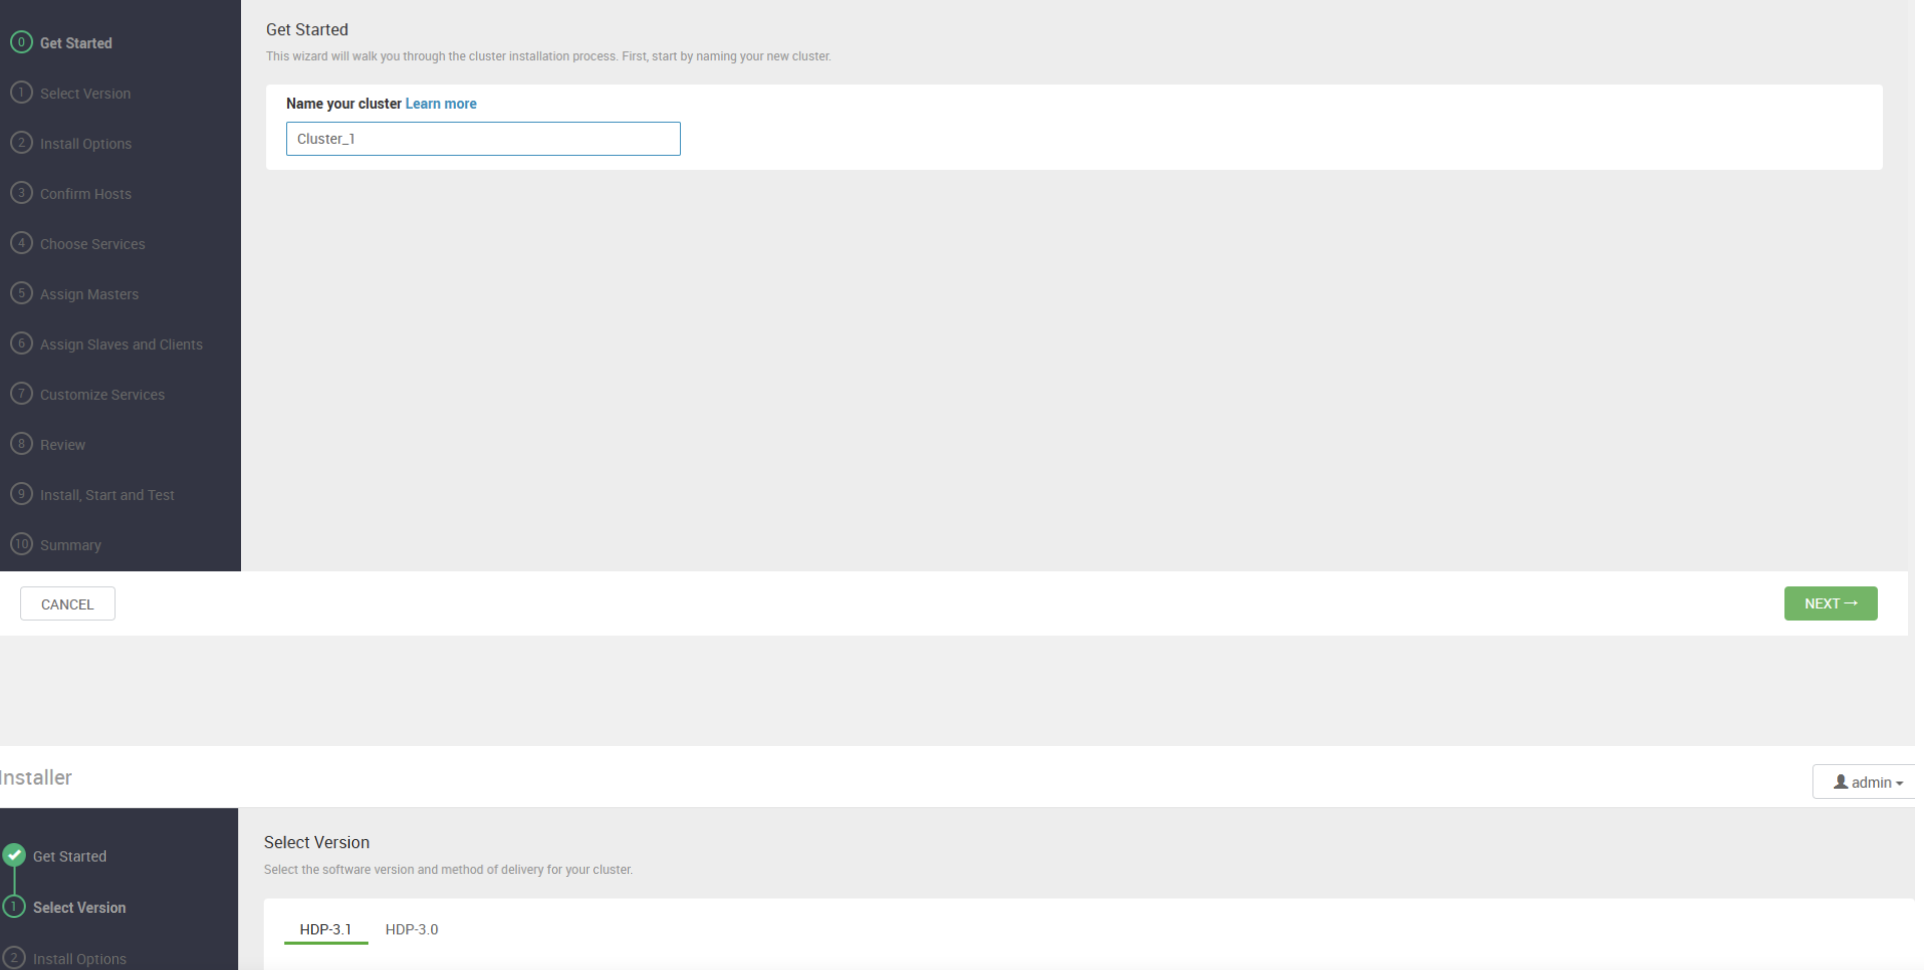 0 Get Started
1 Select Version
2 Install Options
3 Confirm Hosts
4 Choose Services
5 Assign Masters
6 Assign Slaves and Clients
7 Customize Services
8 Review
9 Install, Start and Test
10 Summary
Get Started
This wizard will walk you through the cluster installation process. First, start by naming your new cluster.
Name your cluster Learn more
Cluster_1
CANCEL
NEXT→
Installer
admin
Get Started
1 Select Version
2 Install Options
Select Version
Select the software version and method of delivery for your cluster.
HDP-3.1 HDP-3.0